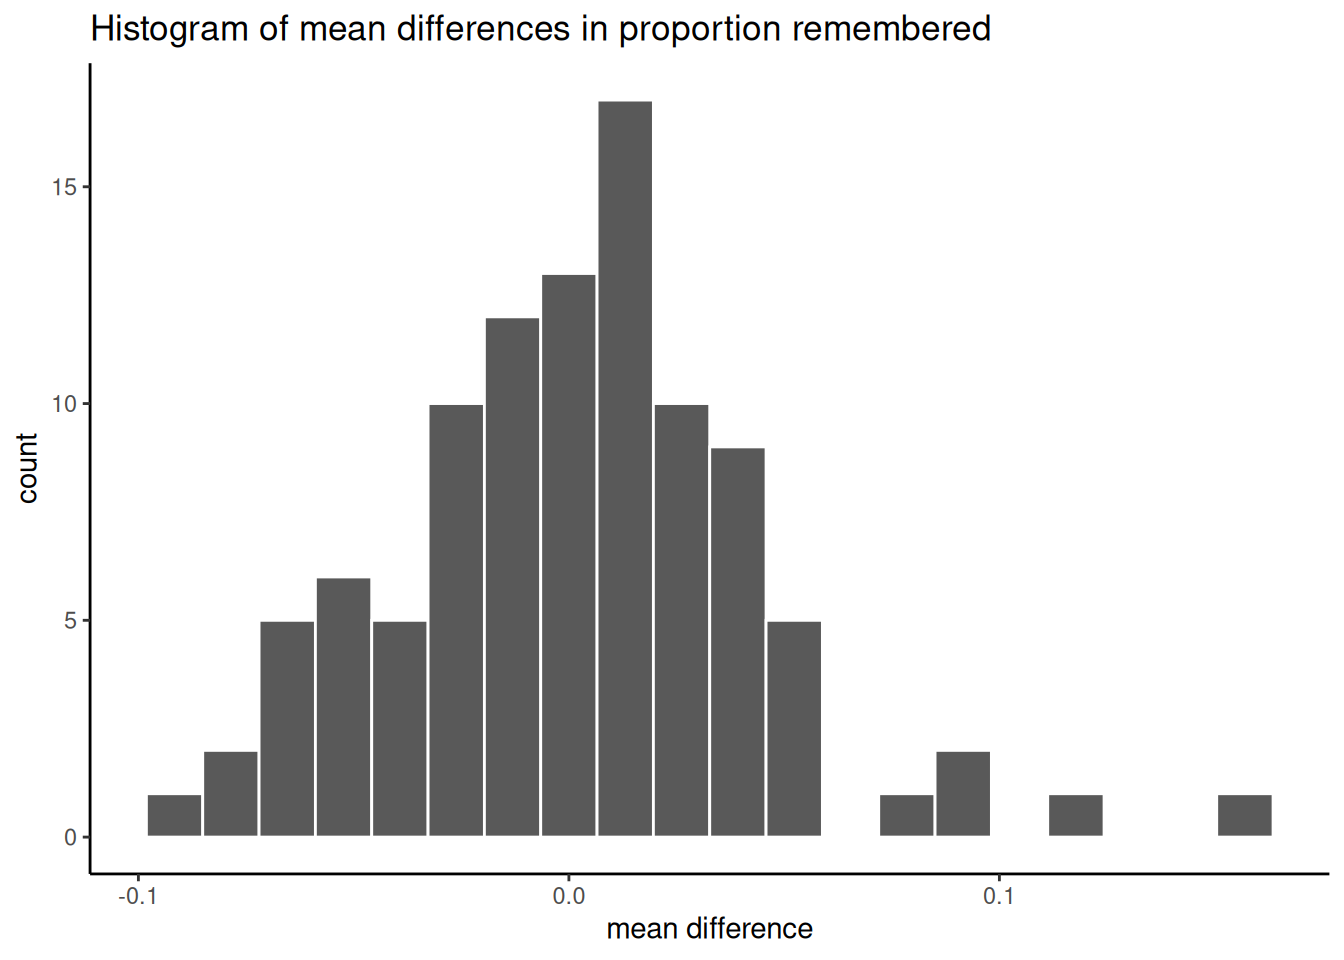 Histogram of mean differences in proportion remembered
15
10
5
0
count
-0.1
0.0
0.1
mean difference